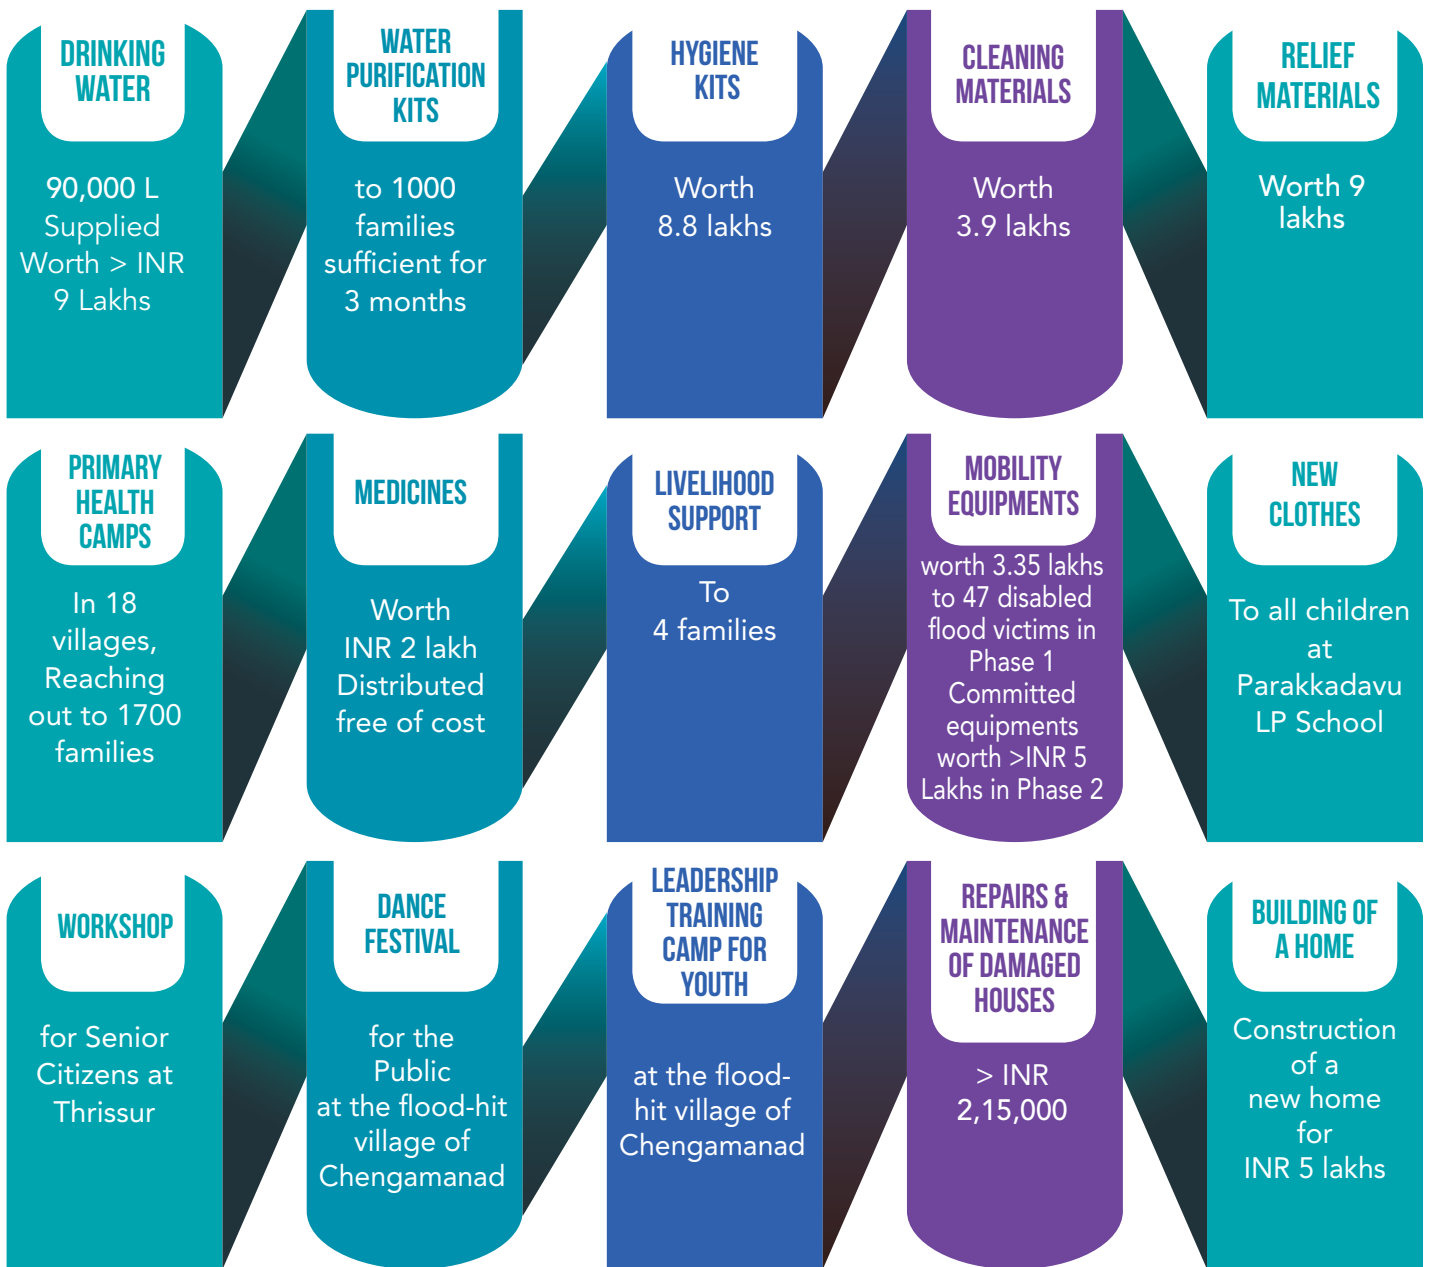 DRINKING
WATER
90,000 L
Supplied
Worth > INR
9 Lakhs
WATER
PURIFICATION
KITS
to 1000
families
sufficient for
3 months
HYGIENE
KITS
Worth
8.8 lakhs
CLEANING
MATERIALS
Worth
3.9 lakhs
RELIEF
MATERIALS
Worth 9
lakhs
PRIMARY
HEALTH
CAMPS
In 18
villages,
Reaching
out to 1700
families
MEDICINES
Worth
INR 2 lakh
Distributed
free of cost
LIVELIHOOD
SUPPORT
To
4 families
MOBILITY
EQUIPMENTS
worth 3.35 lakhs
to 47 disabled
flood victims in
Phase 1
Committed
equipments
worth >INR 5
Lakhs in Phase 2
NEW
CLOTHES
To all children
at
Parakkadavu
LP School
WORKSHOP
for Senior
Citizens at
Thrissur
DANCE
FESTIVAL
for the
Public
at the flood-hit
village of
Chengamanad
LEADERSHIP
TRAINING
CAMP FOR
YOUTH
at the flood-
hit village of
Chengamanad
REPAIRS &
MAINTENANCE
OF DAMAGED
HOUSES
> INR
2,15,000
BUILDING OF
A HOME
Construction
of a
new home
for
INR 5 lakhs